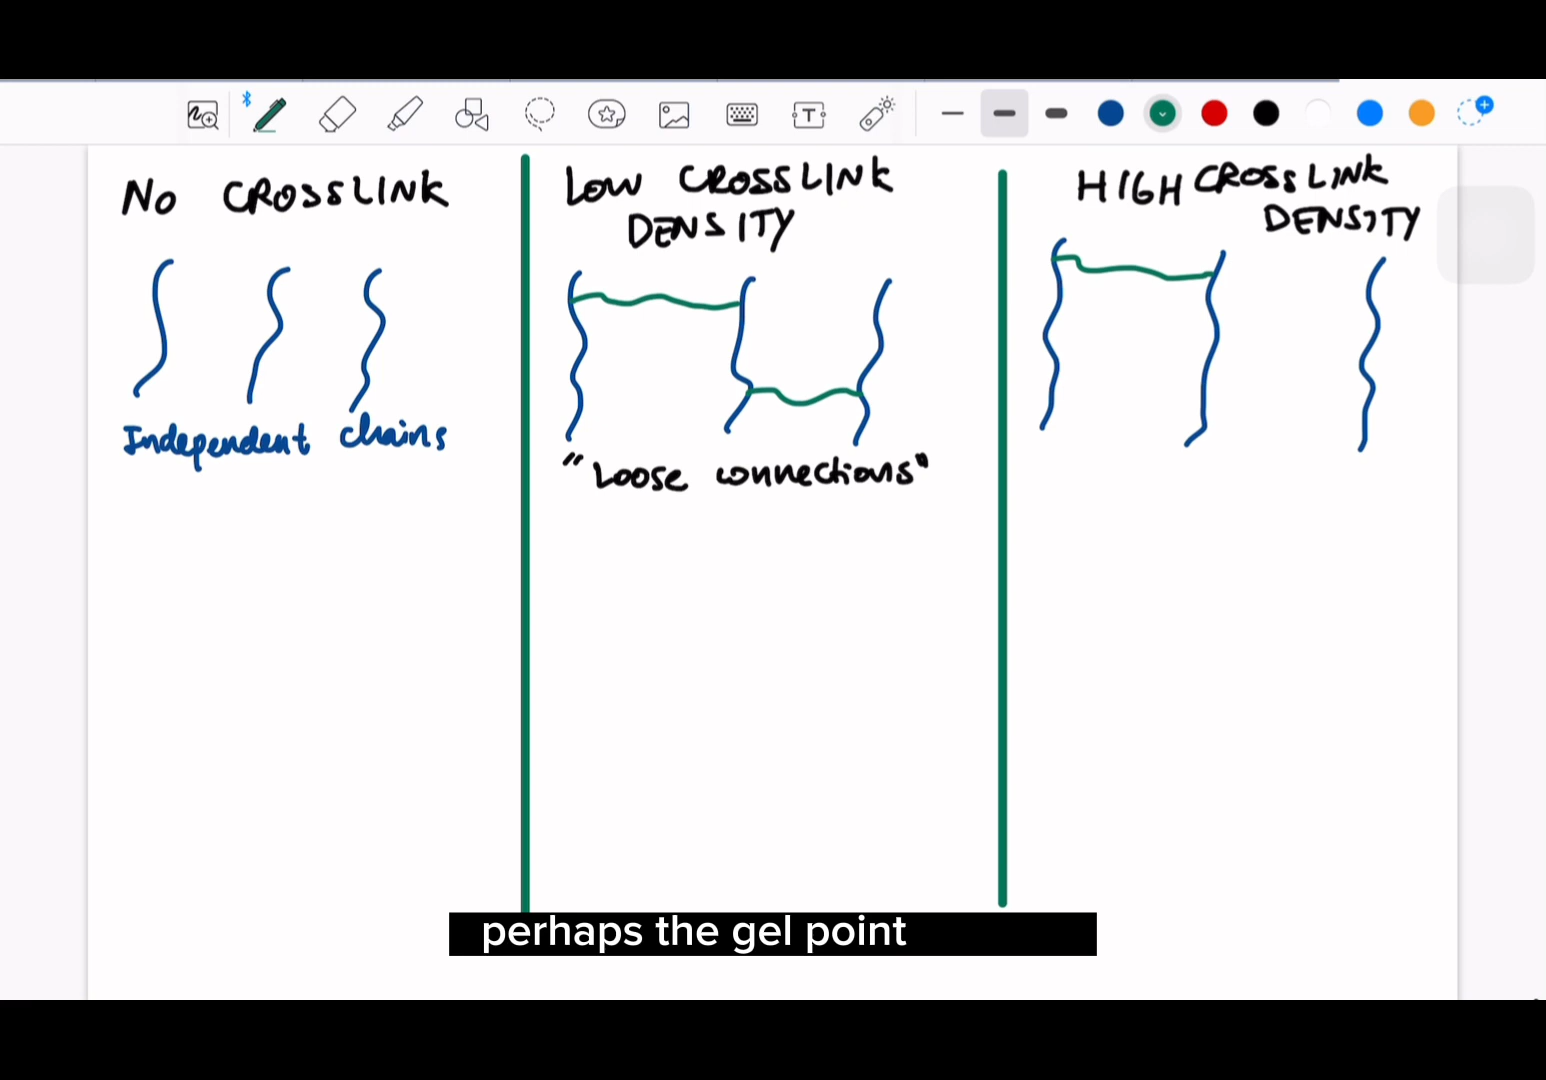 No CROSSLINK
Independent chains
LOW CROSSLINK
DENSITY
"Loose connections"
HIGH CROSSLINK
DENSITY
perhaps the gel point